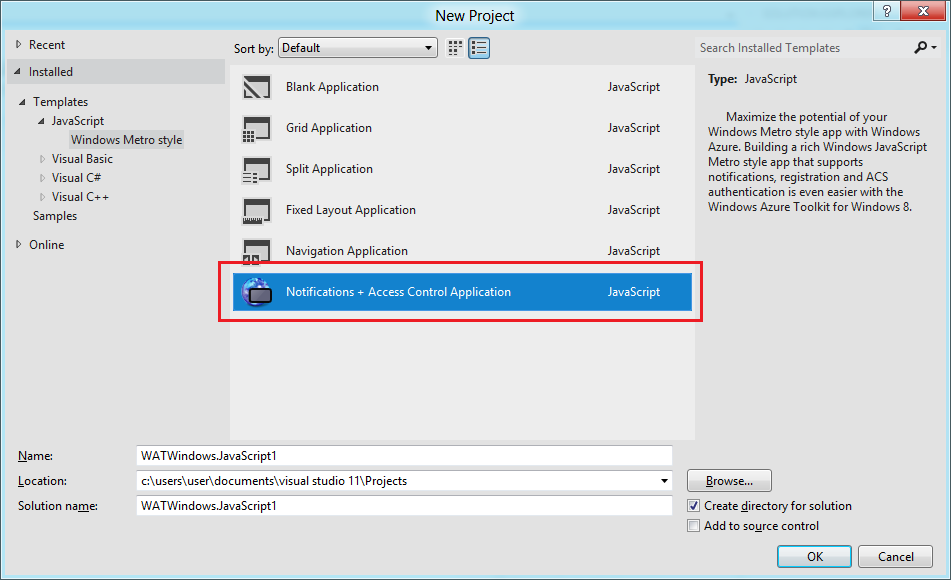 New Project
?
Recent
Installed
Templates
JavaScript
Windows Metro style
Visual Basic
Visual C#
Visual C++
Samples
Online
Sort by: Default
Blank Application JavaScript
Grid Application JavaScript
Split Application JavaScript
Fixed Layout Application JavaScript
Navigation Application JavaScript
Notifications + Access Control Application JavaScript
Search Installed Templates
Type: JavaScript
Maximize the potential of your
Windows Metro style app with Windows
Azure. Building a rich Windows JavaScript
Metro style app that supports
notifications, registration and ACS
authentication is even easier with the
Windows Azure Toolkit for Windows 8.
Name: WATWindows.JavaScript1
Location: c:\users\user\documents\visual studio 11\Projects
Browse...
Solution name: WATWindows.JavaScript1
Create directory for solution
Add to source control
OK Cancel